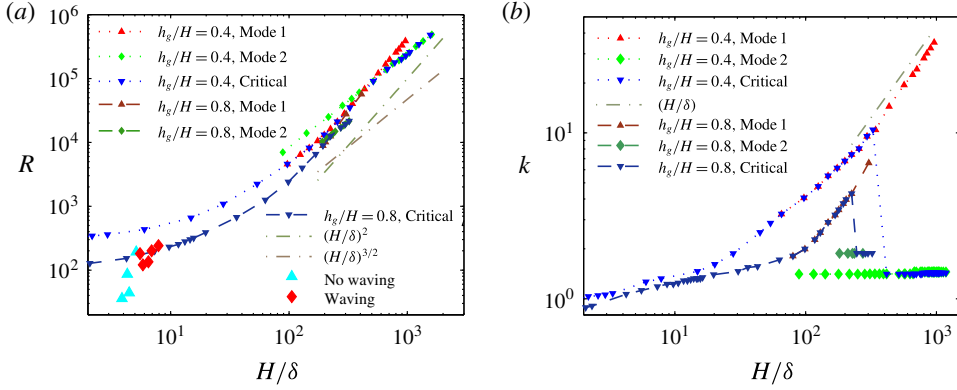 (a)
10^6
10^5
10^4
10^3
10^2
R
h_g/H = 0.4, Mode 1
h_g/H = 0.4, Mode 2
h_g/H = 0.4, Critical
h_g/H = 0.8, Mode 1
h_g/H = 0.8, Mode 2
h_g/H = 0.8, Critical
(H/δ)^2
(H/δ)^{3/2}
No waving
Waving
10^1
10^2
10^3
H/δ
(b)
10^1
10^0
k
h_g/H = 0.4, Mode 1
h_g/H = 0.4, Mode 2
h_g/H = 0.4, Critical
(H/δ)
h_g/H = 0.8, Mode 1
h_g/H = 0.8, Mode 2
h_g/H = 0.8, Critical
10^1
10^2
10^3
H/δ